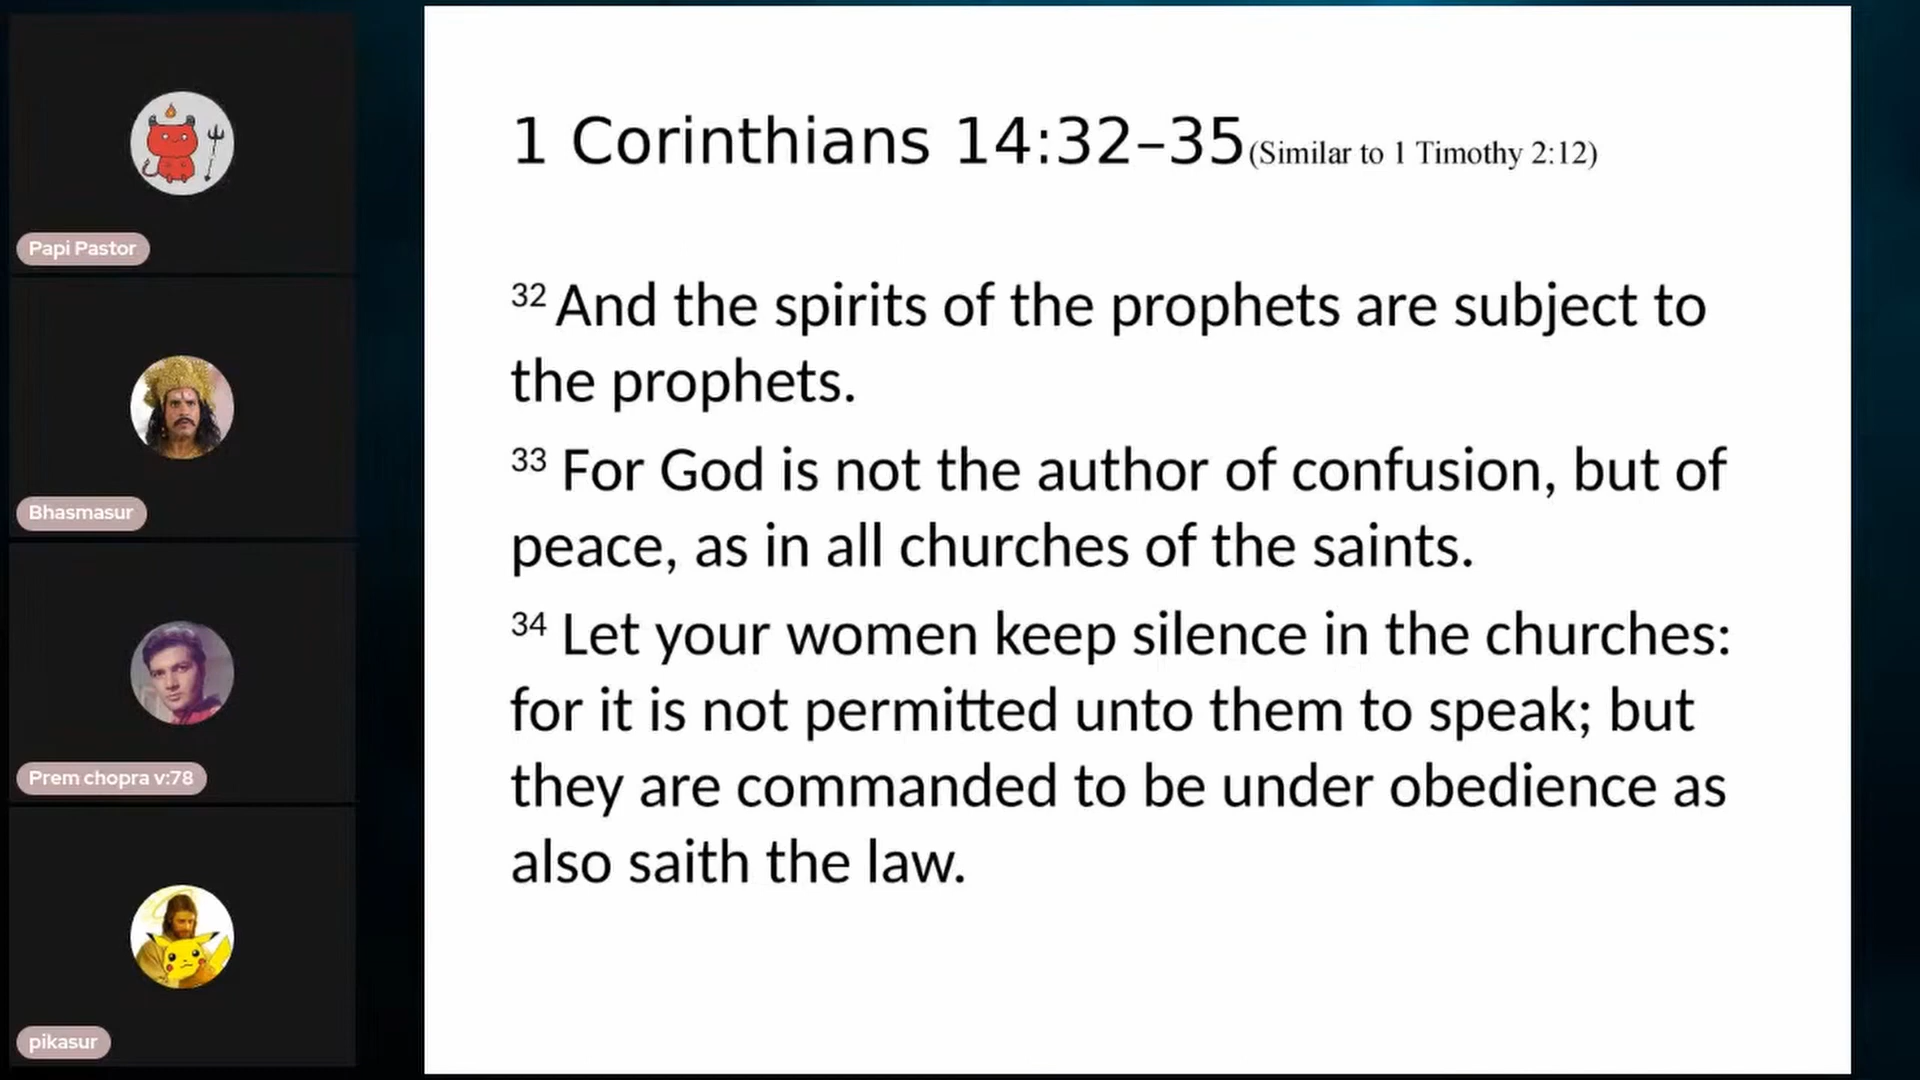 Papi Pastor
Bhasmasur
Prem chopra v:78
pikasur
1 Corinthians 14:32–35(Similar to 1 Timothy 2:12)
32 And the spirits of the prophets are subject to
the prophets.
33 For God is not the author of confusion, but of
peace, as in all churches of the saints.
34 Let your women keep silence in the churches:
for it is not permitted unto them to speak; but
they are commanded to be under obedience as
also saith the law.